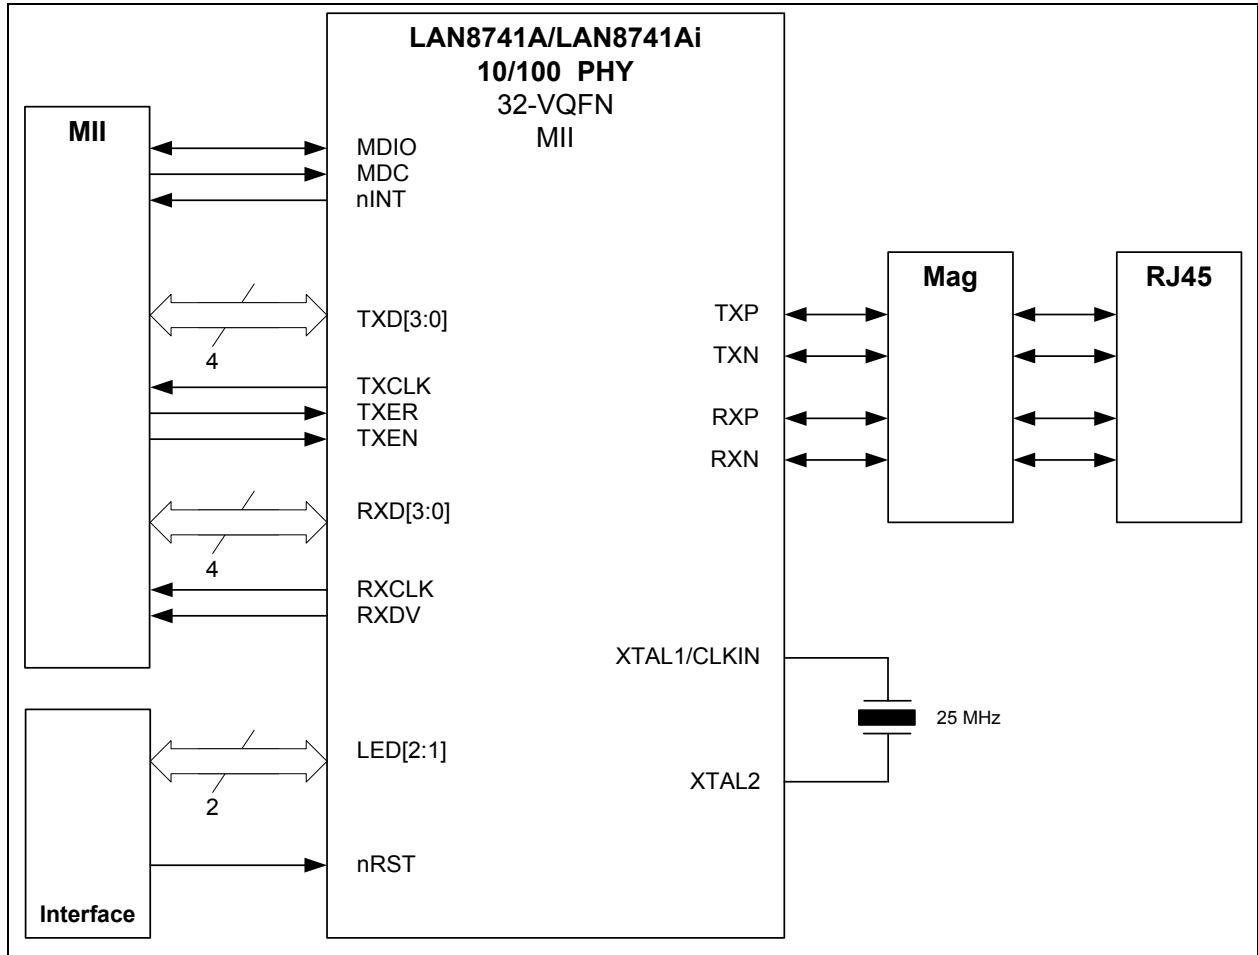 LAN8741A/LAN8741Ai
10/100 PHY
32-VQFN
MII
MII
MDIO
MDC
nINT
TXD[3:0]
4
TXCLK
TXER
TXEN
RXD[3:0]
4
RXCLK
RXDV
TXP
TXN
RXP
RXN
Mag
RJ45
XTAL1/CLKIN
25 MHz
XTAL2
LED[2:1]
2
nRST
Interface